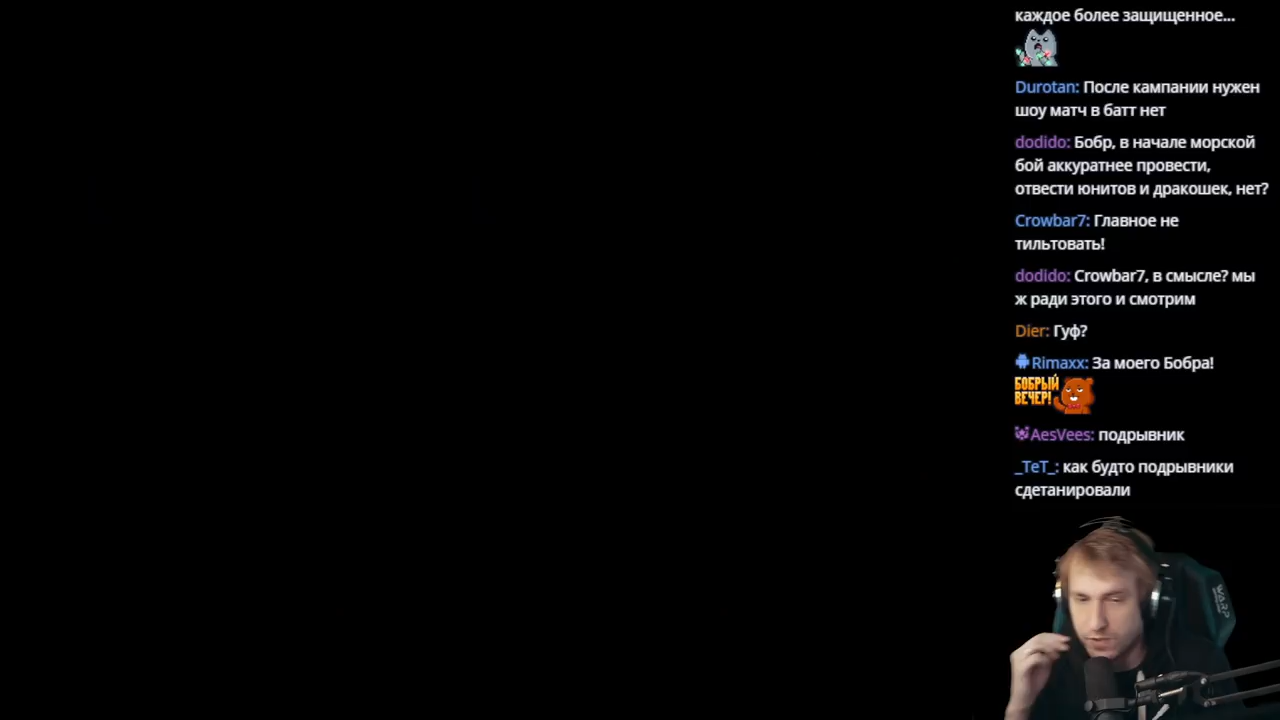 каждое более защищенное...
Durotan: После кампании нужен
шоу матч в батт нет
dodido: Бобр, в начале морской
бой аккуратнее провести,
отвести юнитов и дракошек, нет?
Crowbar7: Главное не
тильтовать!
dodido: Crowbar7, в смысле? мы
ж ради этого и смотрим
Dier: Гуф?
Rimaxx: За моего Бобра!
БОБРЫЙ
ВЕЧЕР!
AesVees: подрывник
_TeT_: как будто подрывники
сдетанировали
WARP